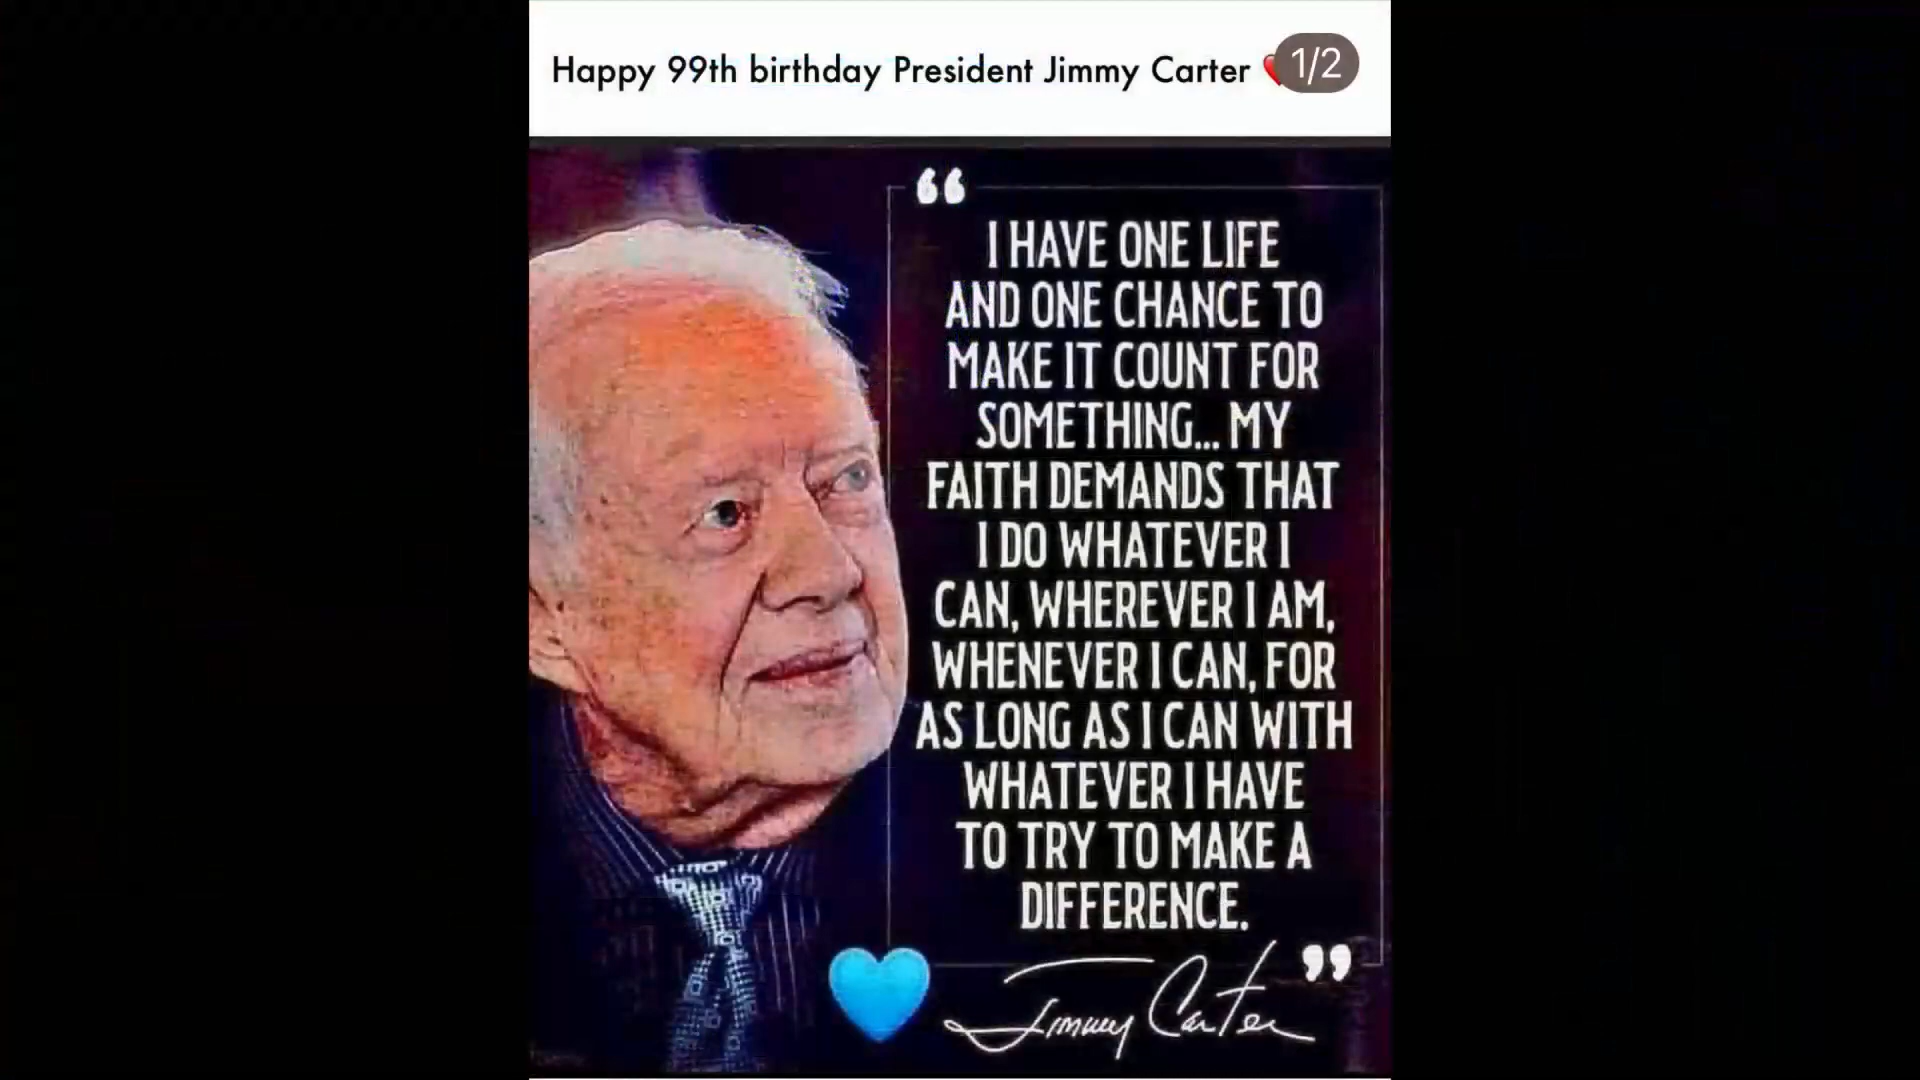 Happy 99th birthday President Jimmy Carter
1/2
“
I HAVE ONE LIFE
AND ONE CHANCE TO
MAKE IT COUNT FOR
SOMETHING... MY
FAITH DEMANDS THAT
I DO WHATEVER I
CAN, WHEREVER I AM,
WHENEVER I CAN, FOR
AS LONG AS I CAN WITH
WHATEVER I HAVE
TO TRY TO MAKE A
DIFFERENCE.
”
Jimmy Carter